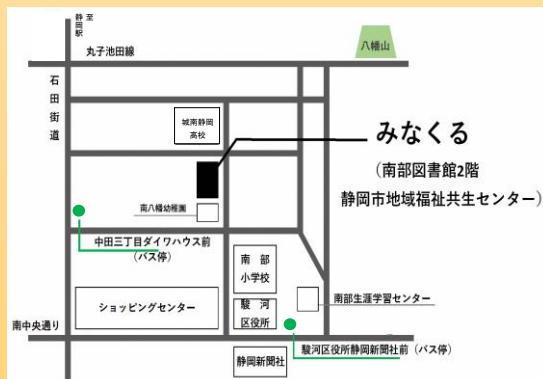 至
静岡駅
丸子池田線
八幡山
石田街道
城南静岡
高校
みなくる
(南部図書館2階
静岡市地域福祉共生センター)
南八幡幼稚園
中田三丁目ダイワハウス前
(バス停)
南部
小学校
ショッピングセンター
駿河
区役所
南部生涯学習センター
南中央通り
駿河区役所静岡新聞社前(バス停)
静岡新聞社